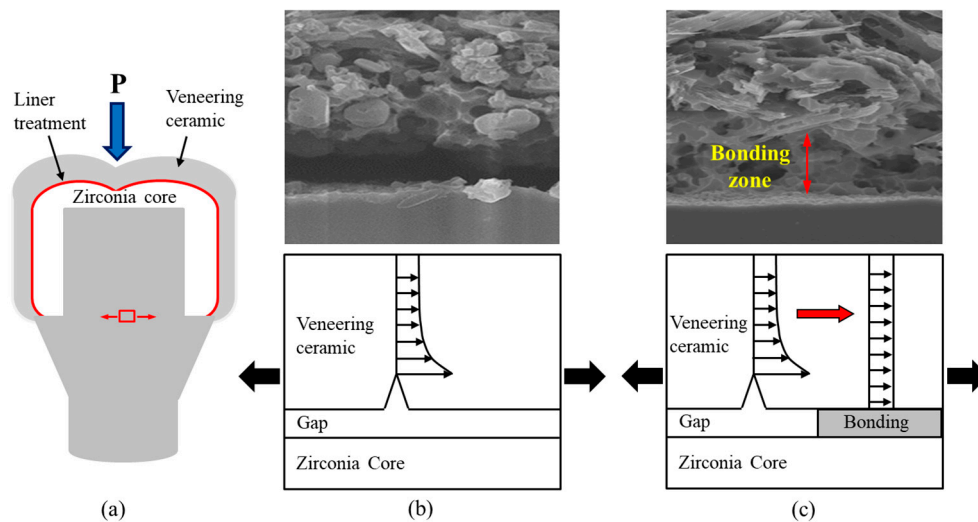 P
Liner
treatment
Veneering
ceramic
Zirconia core
(a)
Veneering
ceramic
Gap
Zirconia Core
(b)
Bonding
zone
Veneering
ceramic
Gap
Bonding
Zirconia Core
(c)